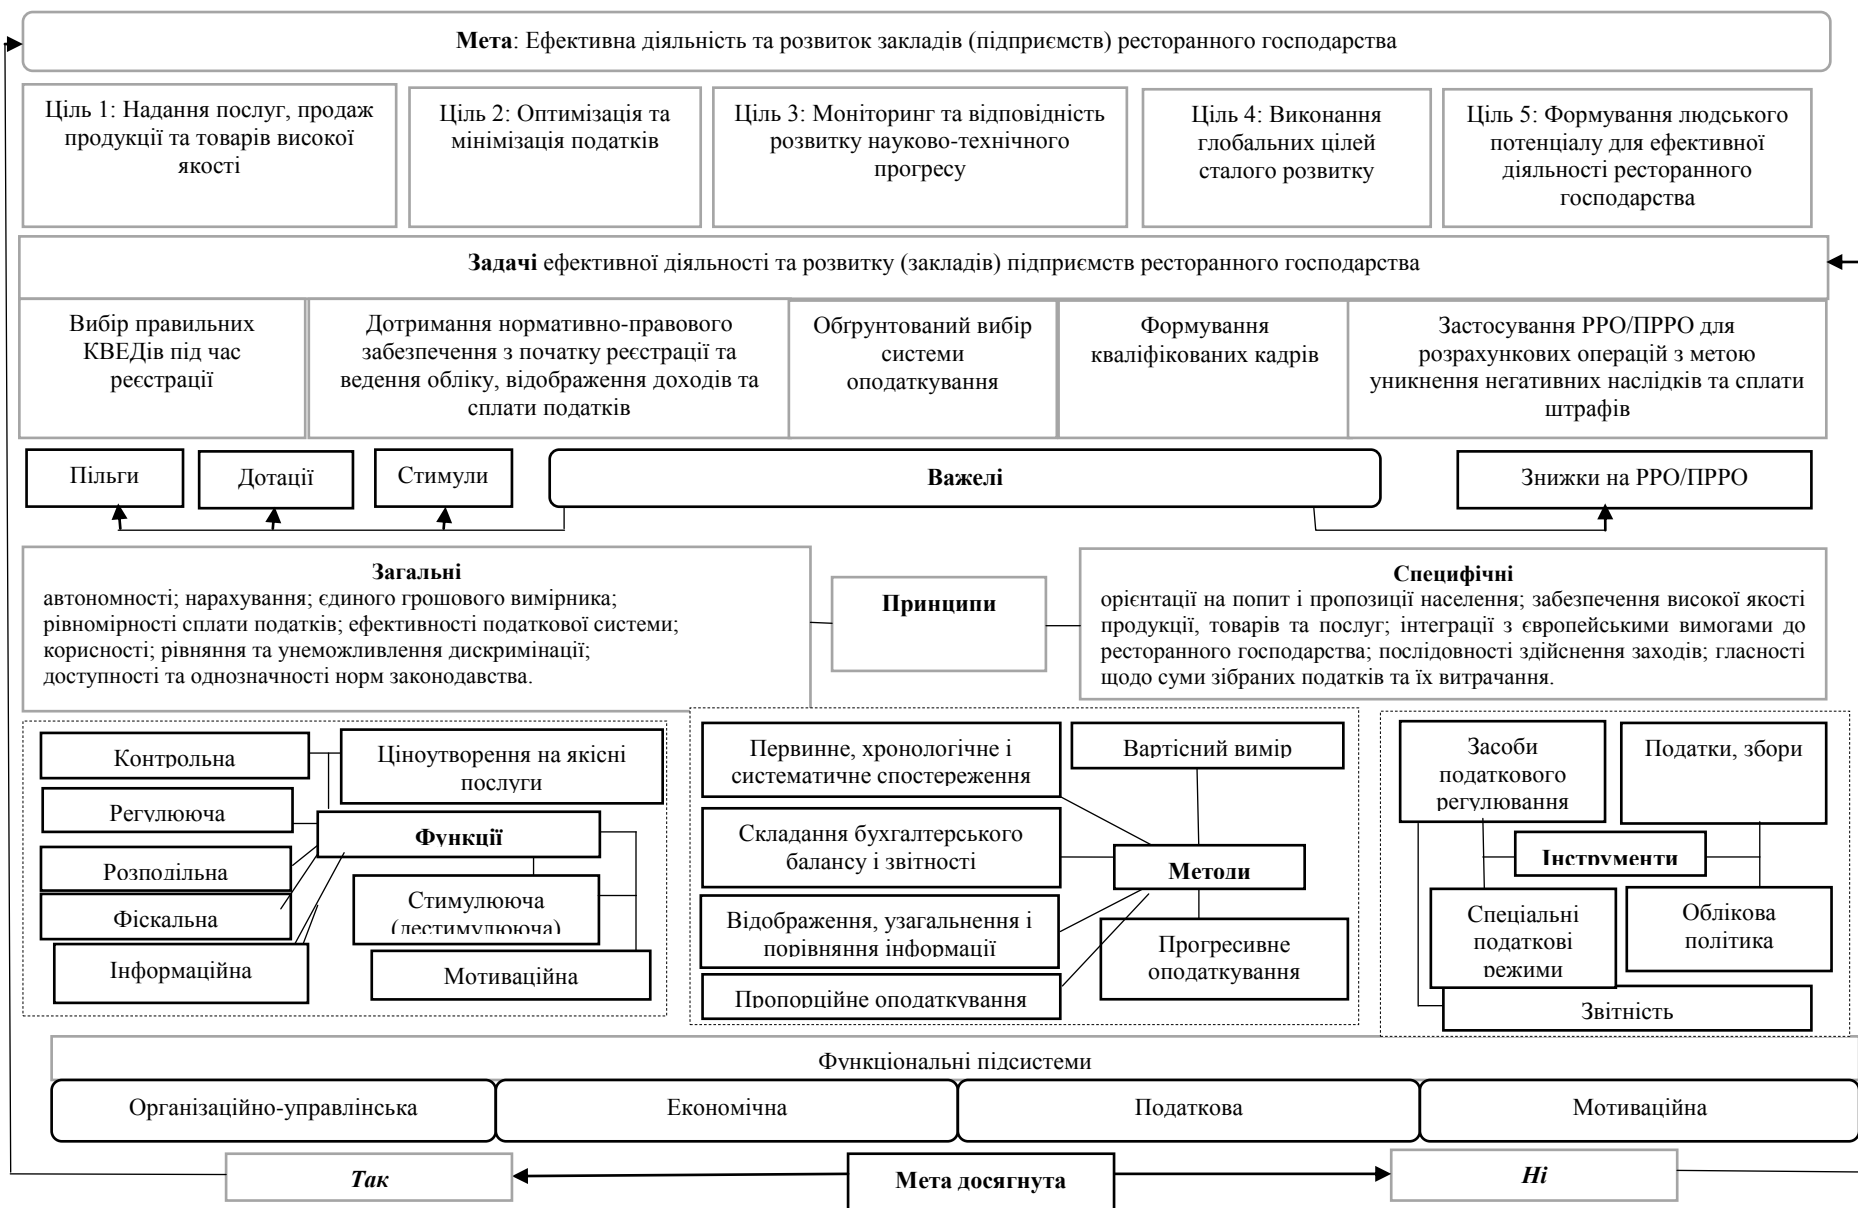 Мета: Ефективна діяльність та розвиток закладів (підприємств) ресторанного господарства
Ціль 1: Надання послуг, продаж
продукції та товарів високої
якості
Ціль 2: Оптимізація та
мінімізація податків
Ціль 3: Моніторинг та відповідність
розвитку науково-технічного
прогресу
Ціль 4: Виконання
глобальних цілей
сталого розвитку
Ціль 5: Формування людського
потенціалу для ефективної
діяльності ресторанного
господарства
Задачі ефективної діяльності та розвитку (закладів) підприємств ресторанного господарства
Вибір правильних
КВЕДів під час
реєстрації
Дотримання нормативно-правового
забезпечення з початку реєстрації та
ведення обліку, відображення доходів та
сплати податків
Обґрунтований вибір
системи
оподаткування
Формування
кваліфікованих кадрів
Застосування РРО/ПРРО для
розрахункових операцій з метою
уникнення негативних наслідків та сплати
штрафів
Пільги
Дотації
Стимули
Важелі
Знижки на РРО/ПРРО
Загальні
автономності; нарахування; єдиного грошового вимірника;
рівномірності сплати податків; ефективності податкової системи;
корисності; рівняння та унеможливлення дискримінації;
доступності та однозначності норм законодавства.
Принципи
Специфічні
орієнтації на попит і пропозиції населення; забезпечення високої якості
продукції, товарів та послуг; інтеграції з європейськими вимогами до
ресторанного господарства; послідовності здійснення заходів; гласності
щодо суми зібраних податків та їх витрачання.
Контрольна
Регулююча
Розподільна
Фіскальна
Інформаційна
Ціноутворення на якісні
послуги
Функції
Стимулююча
(дестимулююча)
Мотиваційна
Первинне, хронологічне і
систематичне спостереження
Складання бухгалтерського
балансу і звітності
Відображення, узагальнення і
порівняння інформації
Пропорційне оподаткування
Вартісний вимір
Методи
Прогресивне
оподаткування
Засоби
податкового
регулювання
Податки, збори
Інструменти
Спеціальні
податкові
режими
Облікова
політика
Звітність
Функціональні підсистеми
Організаційно-управлінська
Економічна
Податкова
Мотиваційна
Так
Мета досягнута
Ні